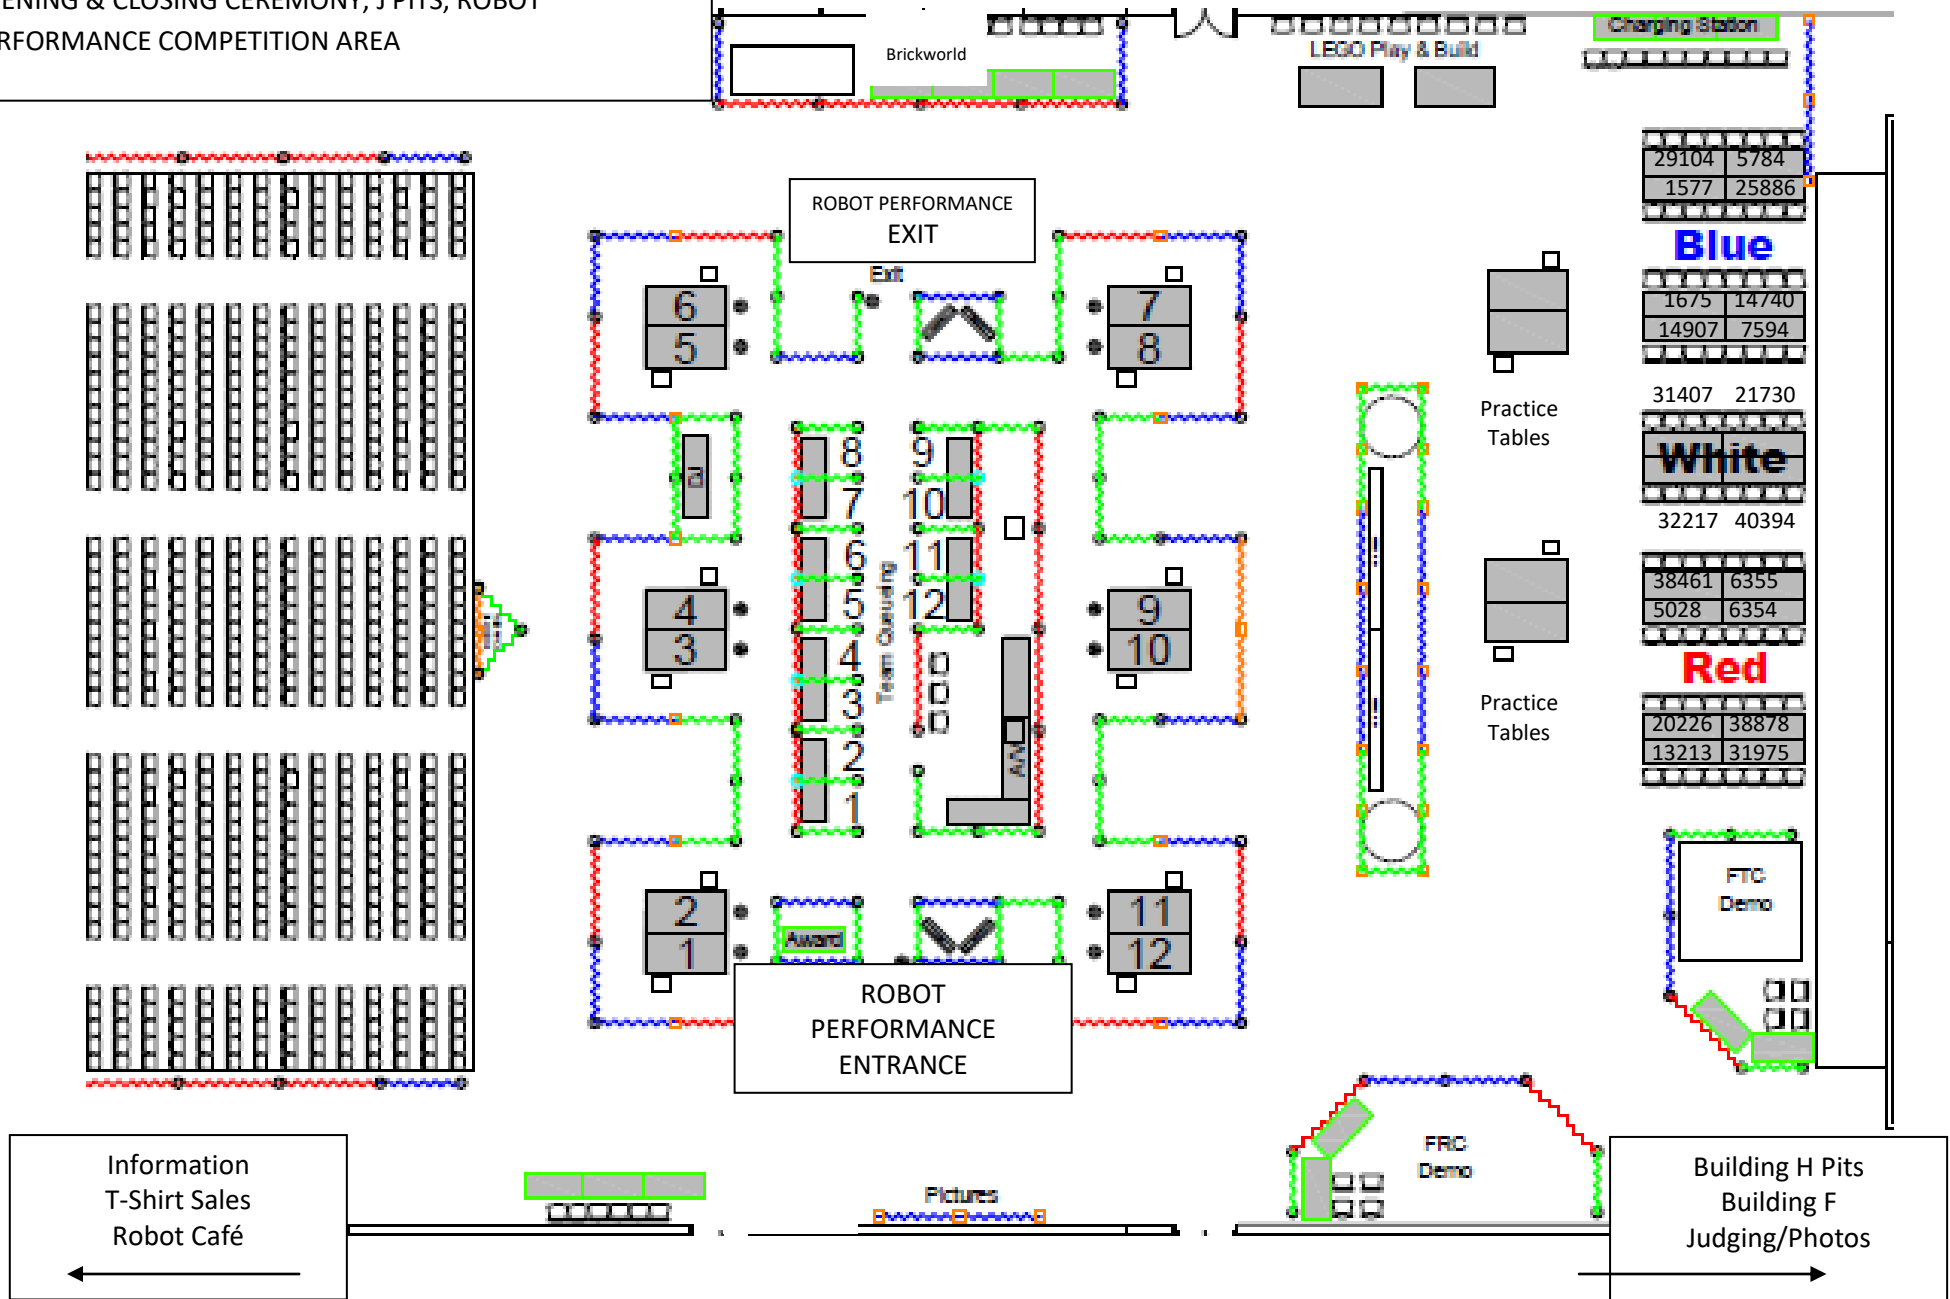 ENING & CLOSING CEREMONY, J PITS, ROBOT
RFORMANCE COMPETITION AREA
Brickworld
LEGO Play & Build
Charging Station
29104 5784
1577 25886
Blue
1675 14740
14907 7594
31407 21730
White
32217 40394
38461 6355
5028 6354
Red
20226 38878
13213 31975
ROBOT PERFORMANCE
EXIT
Exit
6
5
7
8
Practice
Tables
DJ
8
7
6
5
4
3
2
1
Team Queuing
9
10
11
12
A/V
4
3
9
10
Practice
Tables
2
1
11
12
Award
ROBOT
PERFORMANCE
ENTRANCE
FTC
Demo
FRC
Demo
Pictures
Information
T-Shirt Sales
Robot Café
Building H Pits
Building F
Judging/Photos